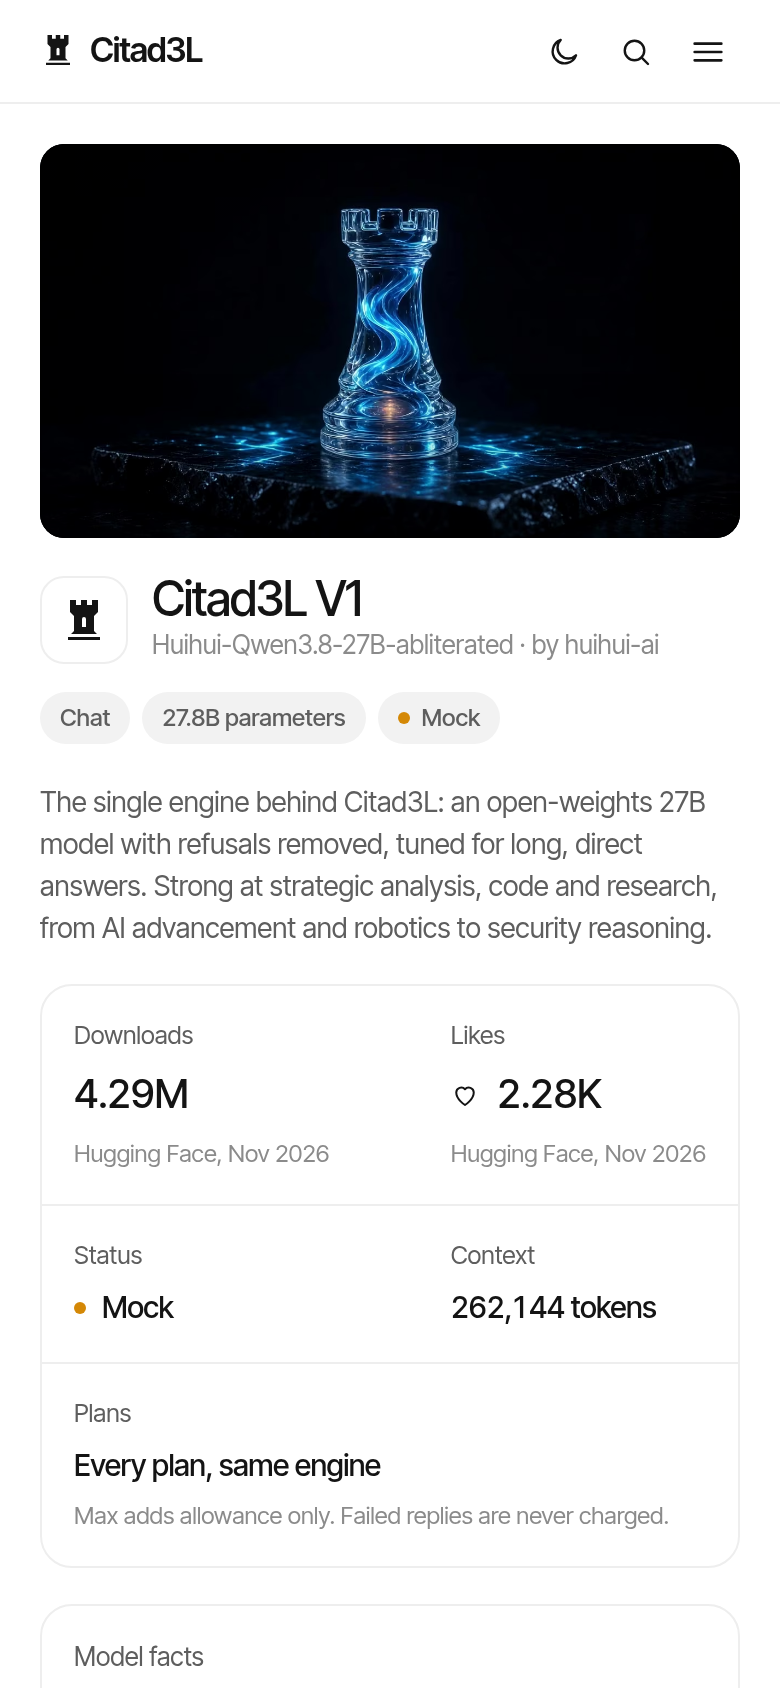 Citad3L
Citad3L V1
Huihui-Qwen3.8-27B-abliterated · by huihui-ai
Chat
27.8B parameters
Mock
The single engine behind Citad3L: an open-weights 27B
model with refusals removed, tuned for long, direct
answers. Strong at strategic analysis, code and research,
from AI advancement and robotics to security reasoning.
Downloads
4.29M
Hugging Face, Nov 2026
Likes
2.28K
Hugging Face, Nov 2026
Status
Mock
Context
262,144 tokens
Plans
Every plan, same engine
Max adds allowance only. Failed replies are never charged.
Model facts